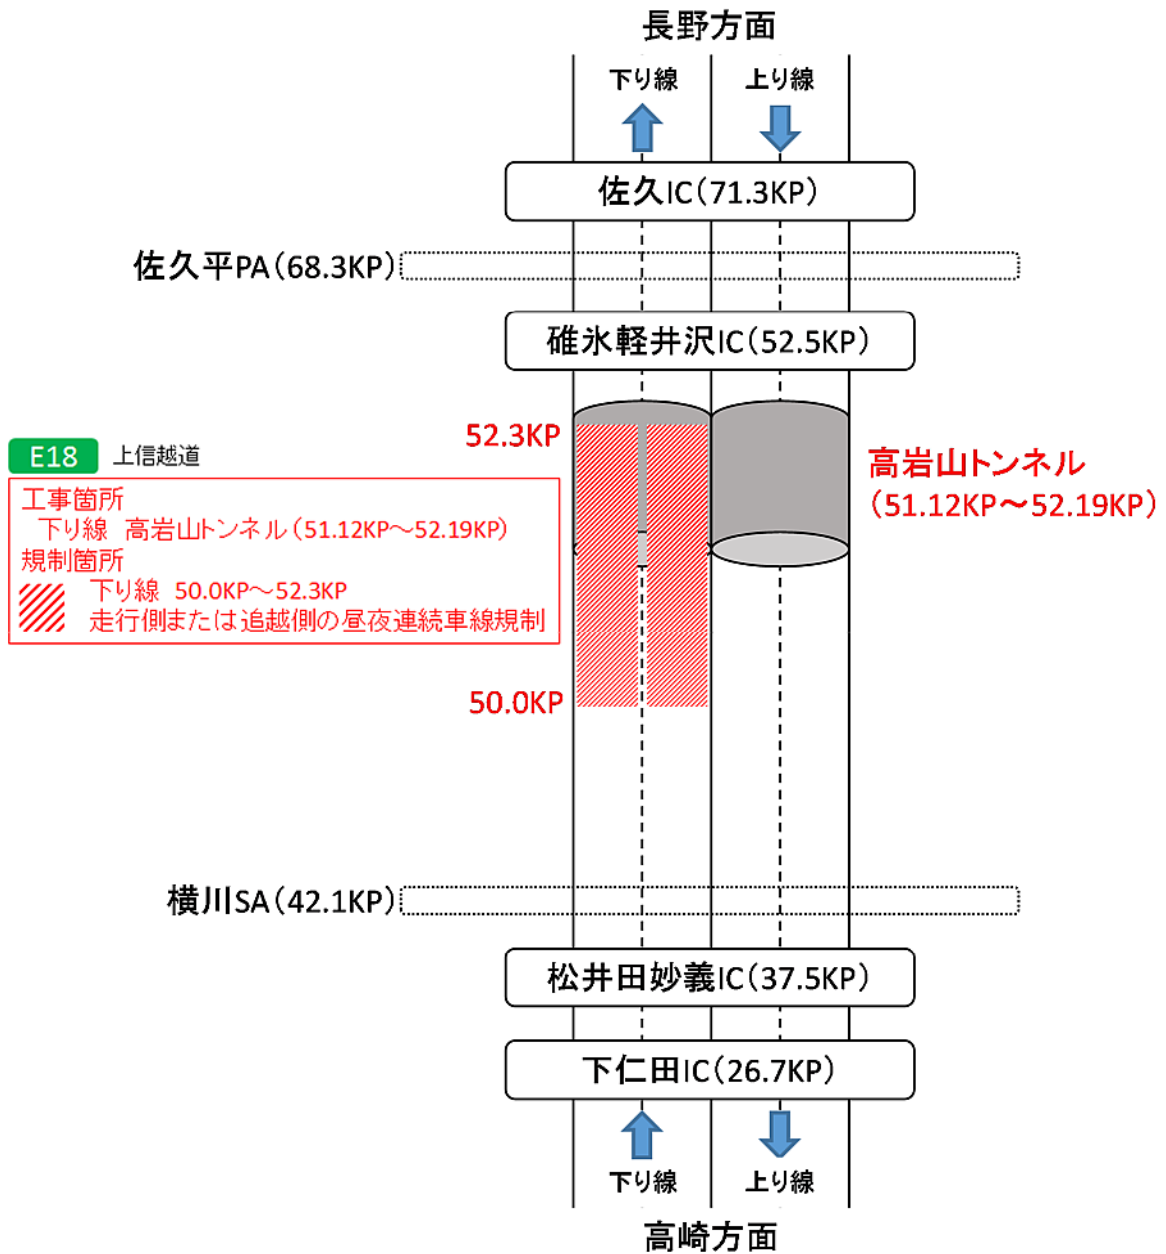 長野方面
下り線
上り線
佐久IC(71.3KP)
佐久平PA(68.3KP)
碓氷軽井沢IC(52.5KP)
52.3KP
E18 上信越道
高岩山トンネル
(51.12KP～52.19KP)
工事箇所
下り線 高岩山トンネル(51.12KP～52.19KP)
規制箇所
下り線 50.0KP～52.3KP
走行側または追越側の昼夜連続車線規制
50.0KP
横川SA(42.1KP)
松井田妙義IC(37.5KP)
下仁田IC(26.7KP)
下り線
上り線
高崎方面